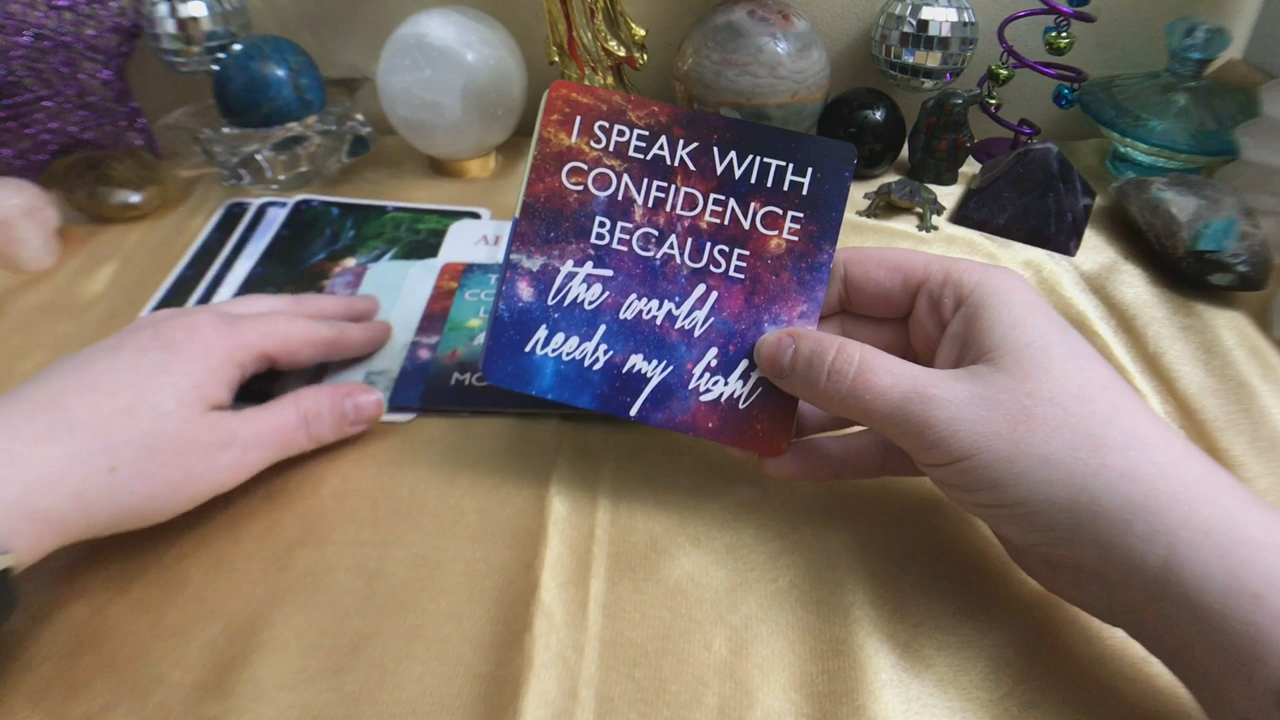 I SPEAK WITH
CONFIDENCE
BECAUSE
the world
needs my light